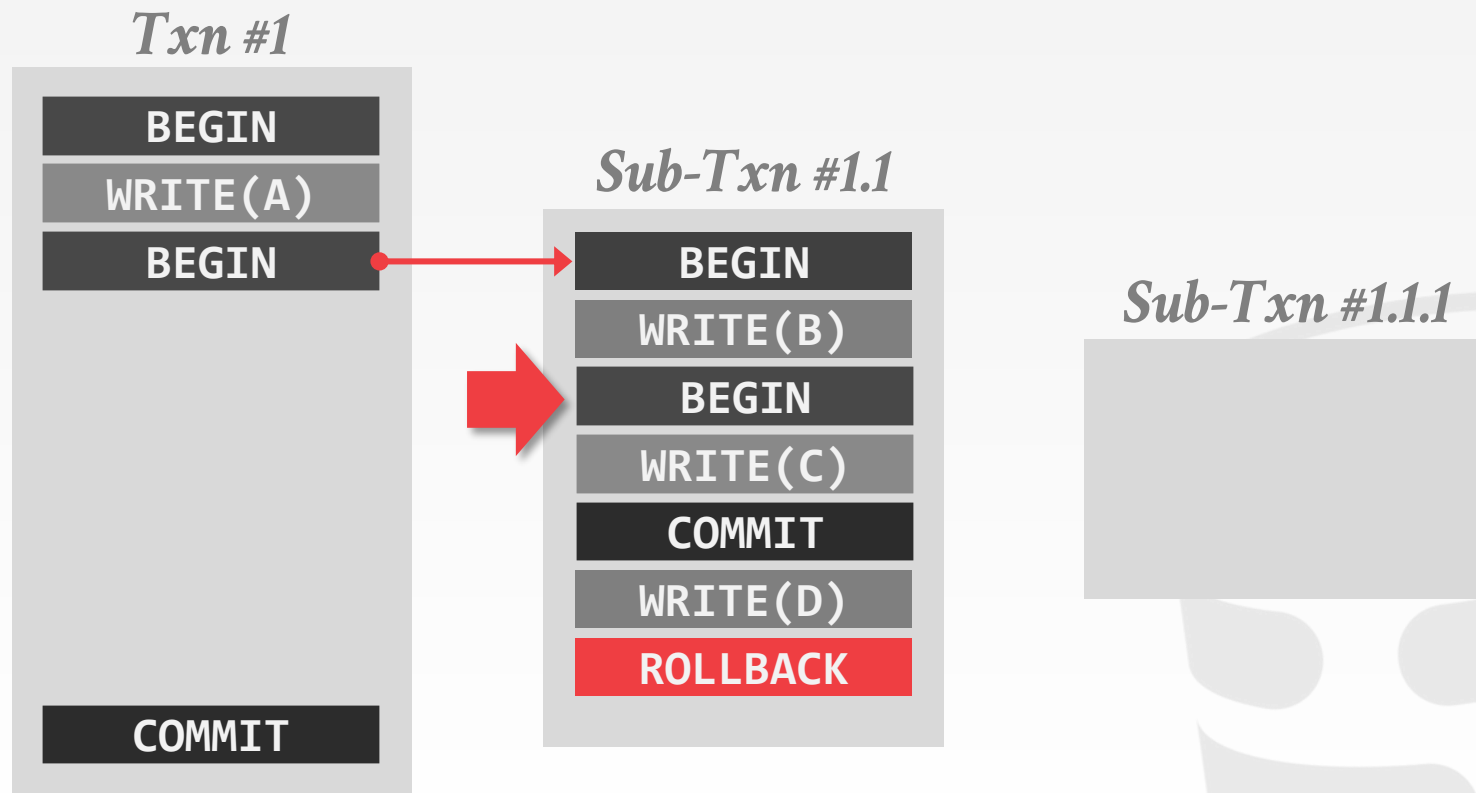 Txn #1
BEGIN
WRITE(A)
BEGIN
COMMIT
Sub-Txn #1.1
BEGIN
WRITE(B)
BEGIN
WRITE(C)
COMMIT
WRITE(D)
ROLLBACK
Sub-Txn #1.1.1